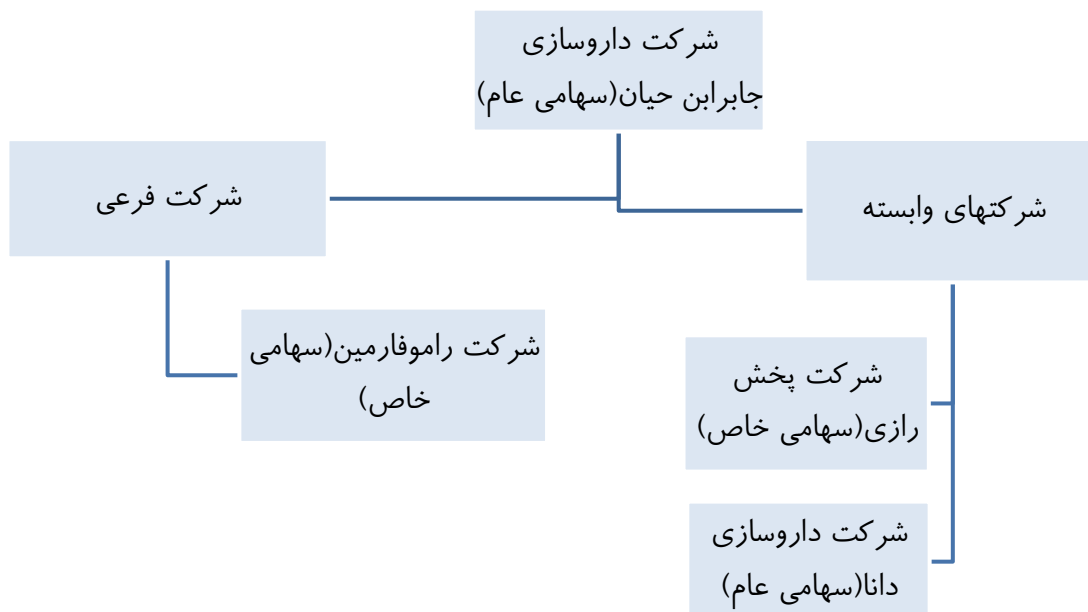 شرکت داروسازی
جابرابن حیان(سهامی عام)
شرکتهای وابسته
شرکت فرعی
شرکت پخش
رازی(سهامی خاص)
شرکت داروسازی
دانا(سهامی عام)
شرکت راموفارمین(سهامی
خاص)